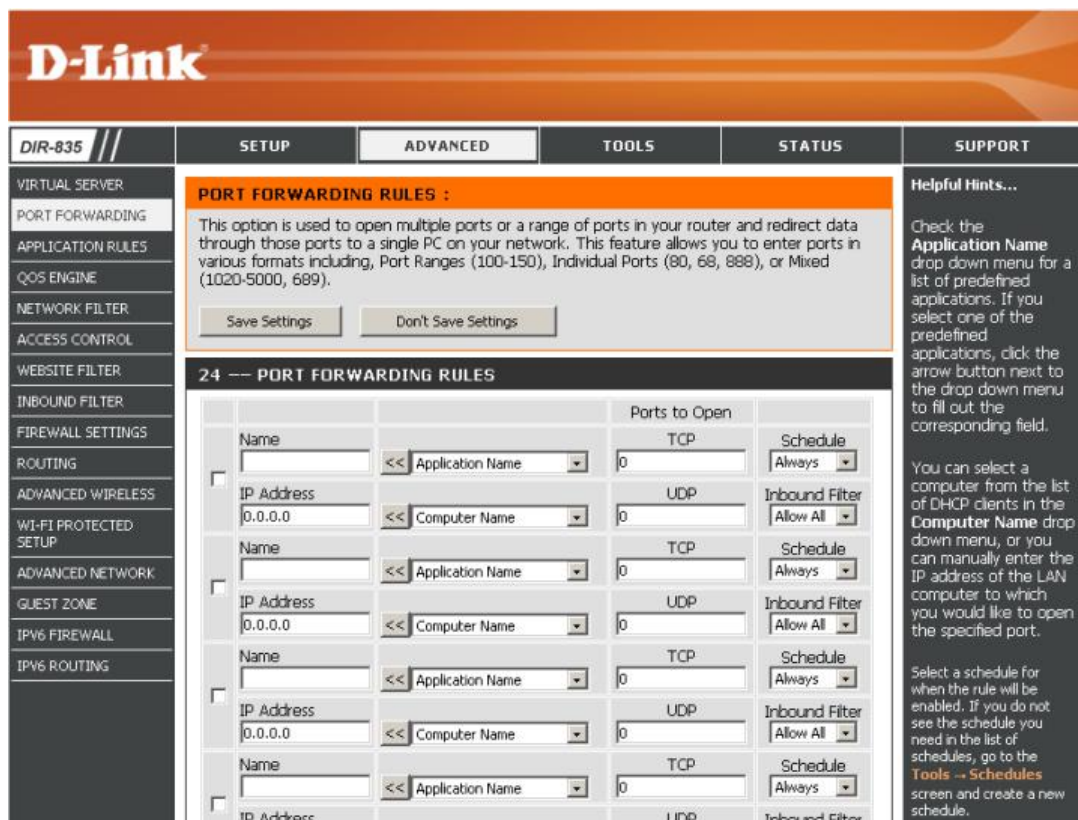 D-Link
DIR-835
SETUP
ADVANCED
TOOLS
STATUS
SUPPORT
VIRTUAL SERVER
PORT FORWARDING
APPLICATION RULES
QOS ENGINE
NETWORK FILTER
ACCESS CONTROL
WEBSITE FILTER
INBOUND FILTER
FIREWALL SETTINGS
ROUTING
ADVANCED WIRELESS
WI-FI PROTECTED
SETUP
ADVANCED NETWORK
GUEST ZONE
IPV6 FIREWALL
IPV6 ROUTING
PORT FORWARDING RULES :
This option is used to open multiple ports or a range of ports in your router and redirect data
through those ports to a single PC on your network. This feature allows you to enter ports in
various formats including, Port Ranges (100-150), Individual Ports (80, 68, 888), or Mixed
(1020-5000, 689).
Save Settings
Don't Save Settings
24 -- PORT FORWARDING RULES
Ports to Open
Name
<< Application Name
TCP
0
Schedule
Always
IP Address
0.0.0.0
<< Computer Name
UDP
0
Inbound Filter
Allow All
Name
<< Application Name
TCP
0
Schedule
Always
IP Address
0.0.0.0
<< Computer Name
UDP
0
Inbound Filter
Allow All
Name
<< Application Name
TCP
0
Schedule
Always
IP Address
0.0.0.0
<< Computer Name
UDP
0
Inbound Filter
Allow All
Name
<< Application Name
TCP
0
Schedule
Always
IP Address
UDP
Inbound Filter
Helpful Hints...
Check the
Application Name
drop down menu for a
list of predefined
applications. If you
select one of the
predefined
applications, click the
arrow button next to
the drop down menu
to fill out the
corresponding field.
You can select a
computer from the list
of DHCP clients in the
Computer Name drop
down menu, or you
can manually enter the
IP address of the LAN
computer to which
you would like to open
the specified port.
Select a schedule for
when the rule will be
enabled. If you do not
see the schedule you
need in the list of
schedules, go to the
Tools → Schedules
screen and create a new
schedule.